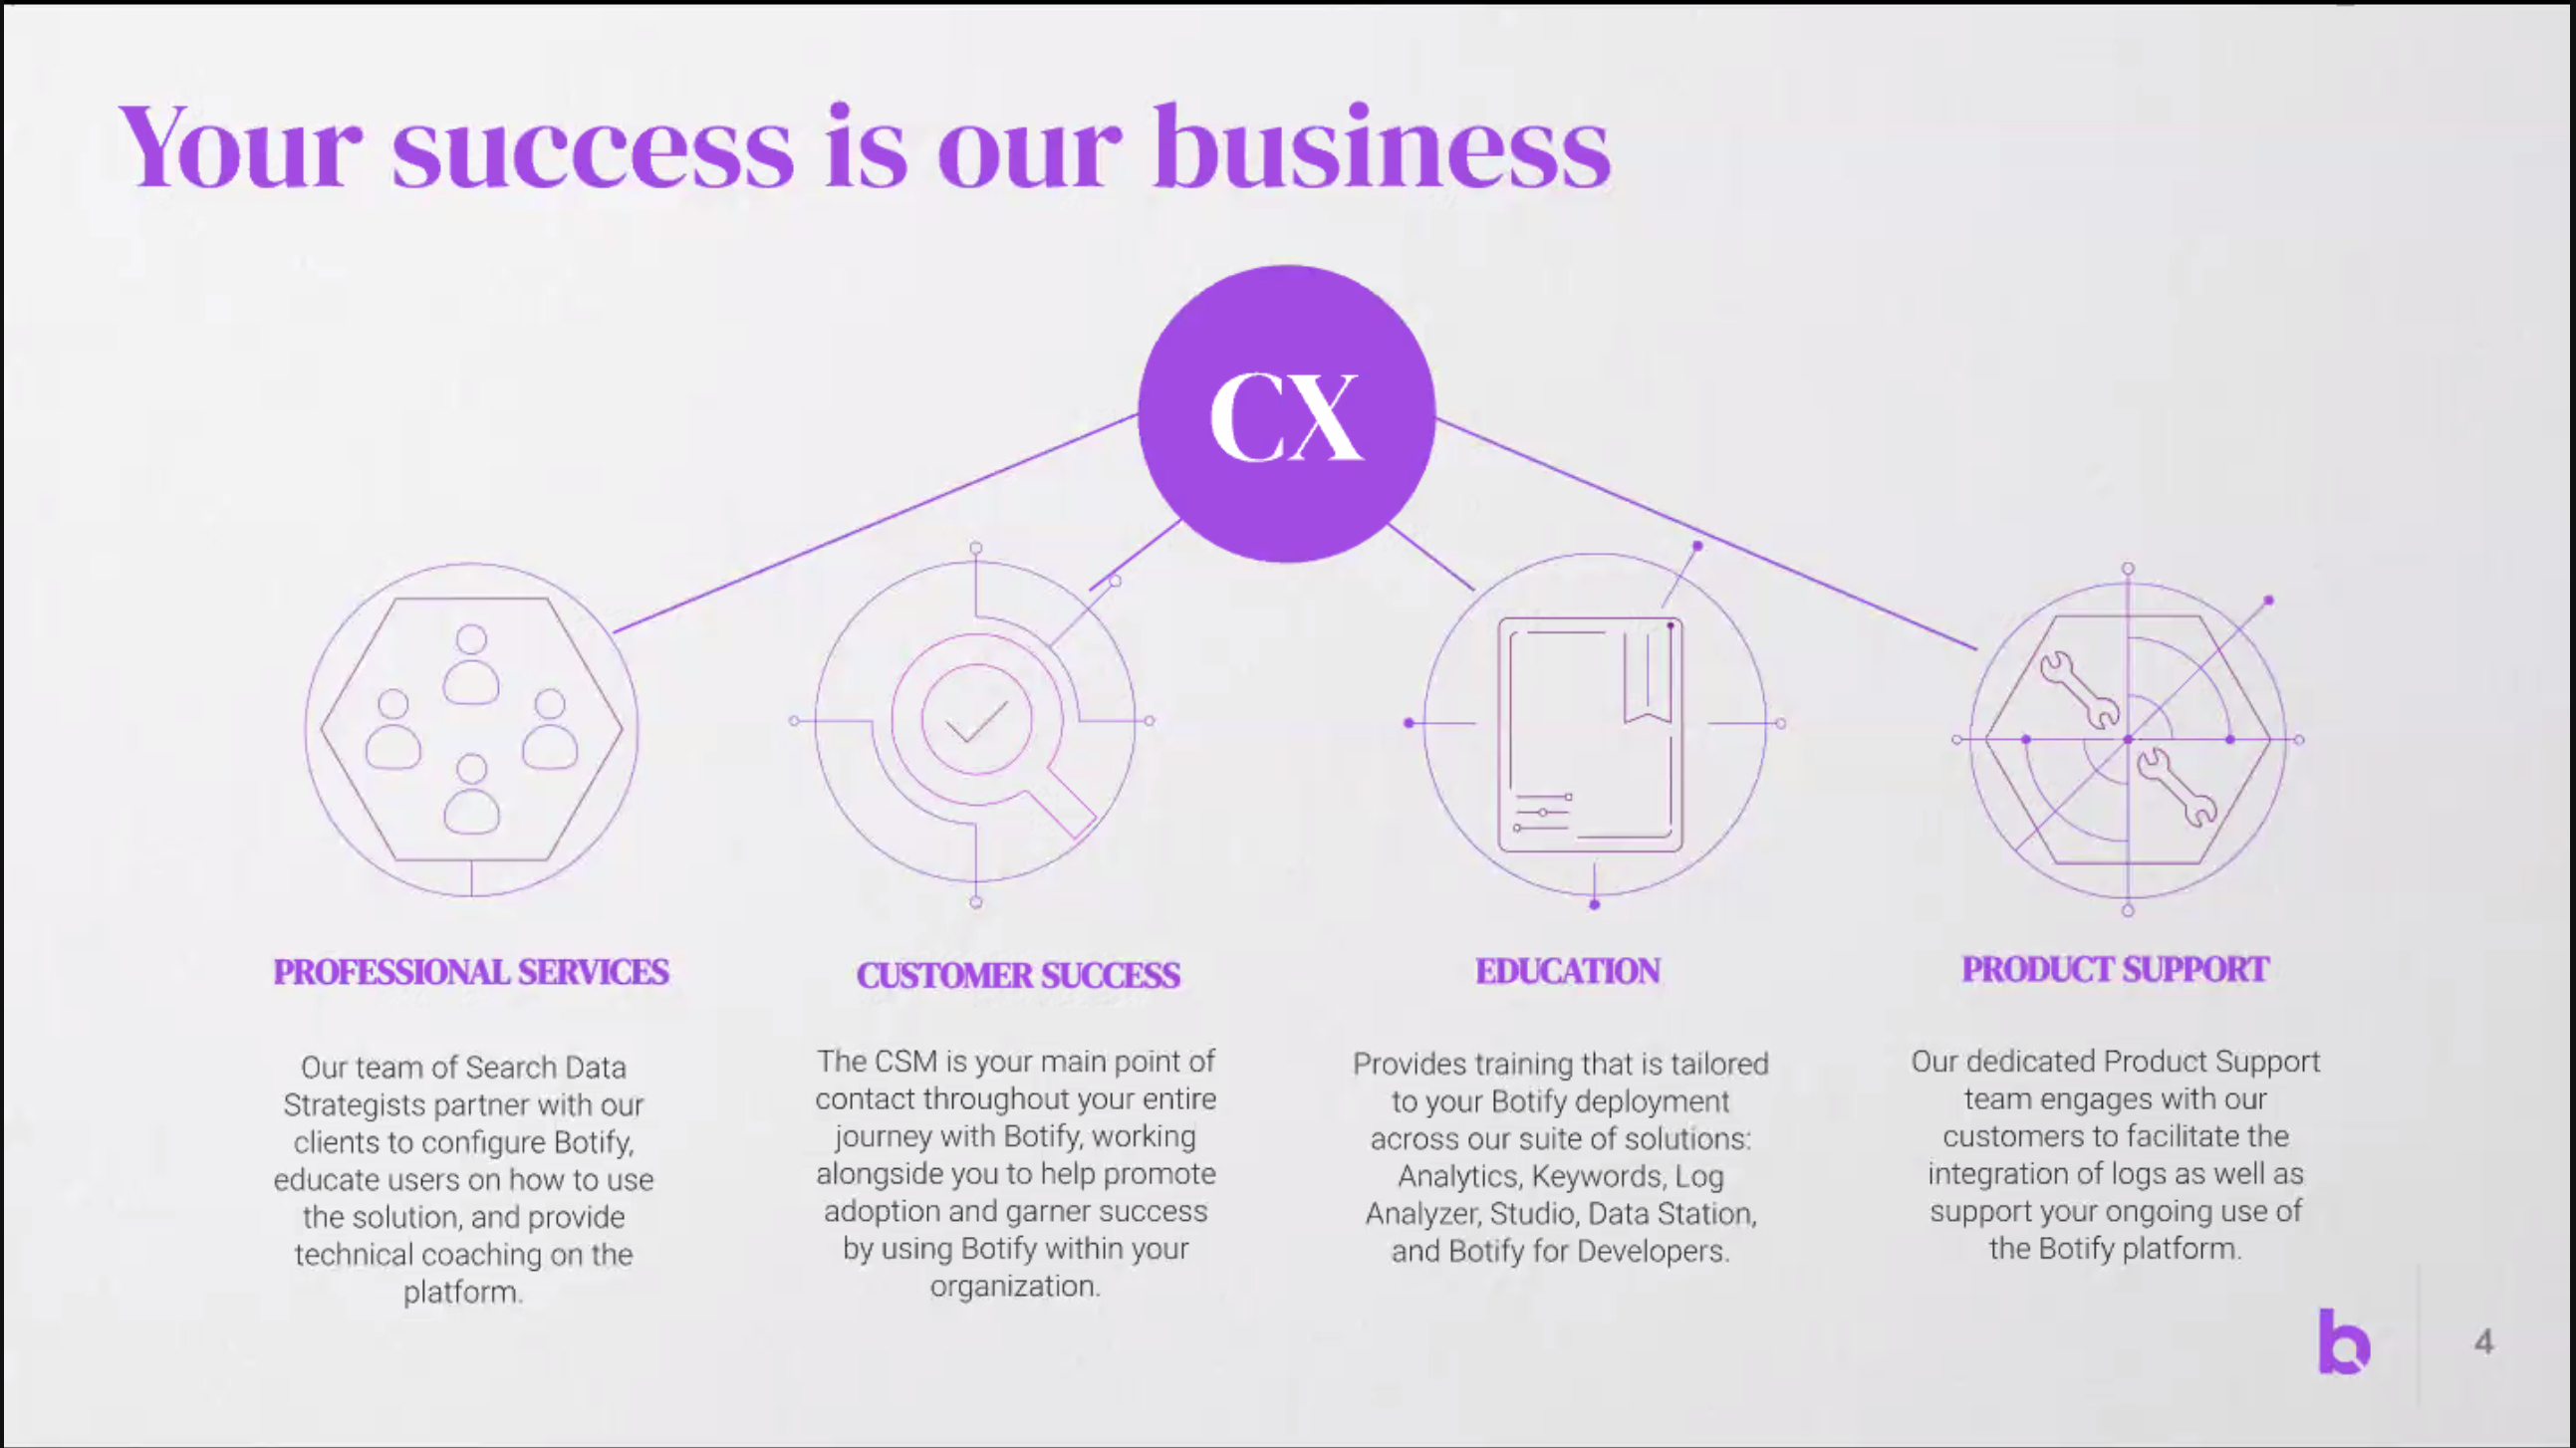 Your success is our business
CX
PROFESSIONAL SERVICES
Our team of Search Data
Strategists partner with our
clients to configure Botify,
educate users on how to use
the solution, and provide
technical coaching on the
platform.
CUSTOMER SUCCESS
The CSM is your main point of
contact throughout your entire
journey with Botify, working
alongside you to help promote
adoption and garner success
by using Botify within your
organization.
EDUCATION
Provides training that is tailored
to your Botify deployment
across our suite of solutions:
Analytics, Keywords, Log
Analyzer, Studio, Data Station,
and Botify for Developers.
PRODUCT SUPPORT
Our dedicated Product Support
team engages with our
customers to facilitate the
integration of logs as well as
support your ongoing use of
the Botify platform.
b
4